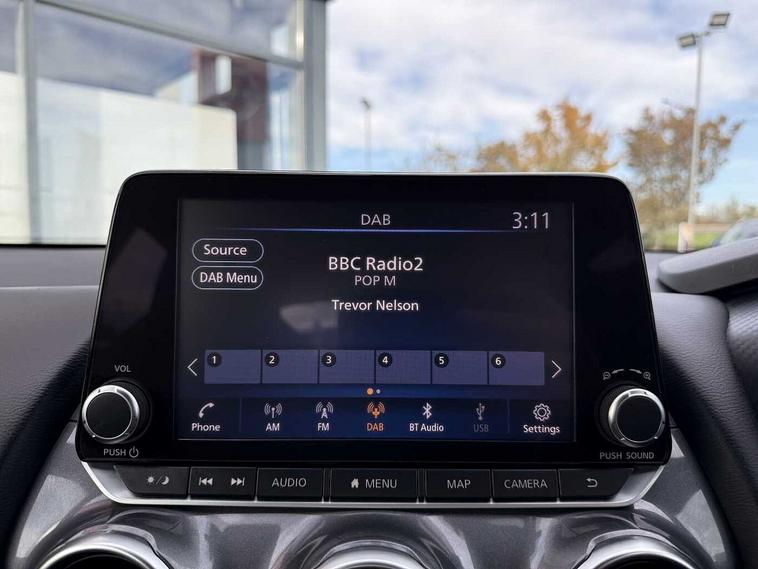 DAB 3:11
Source
BBC Radio2
POP M
DAB Menu
Trevor Nelson
1 2 3 4 5 6
VOL
PUSH
Phone AM FM DAB BT Audio USB Settings
PUSH SOUND
AUDIO MENU MAP CAMERA